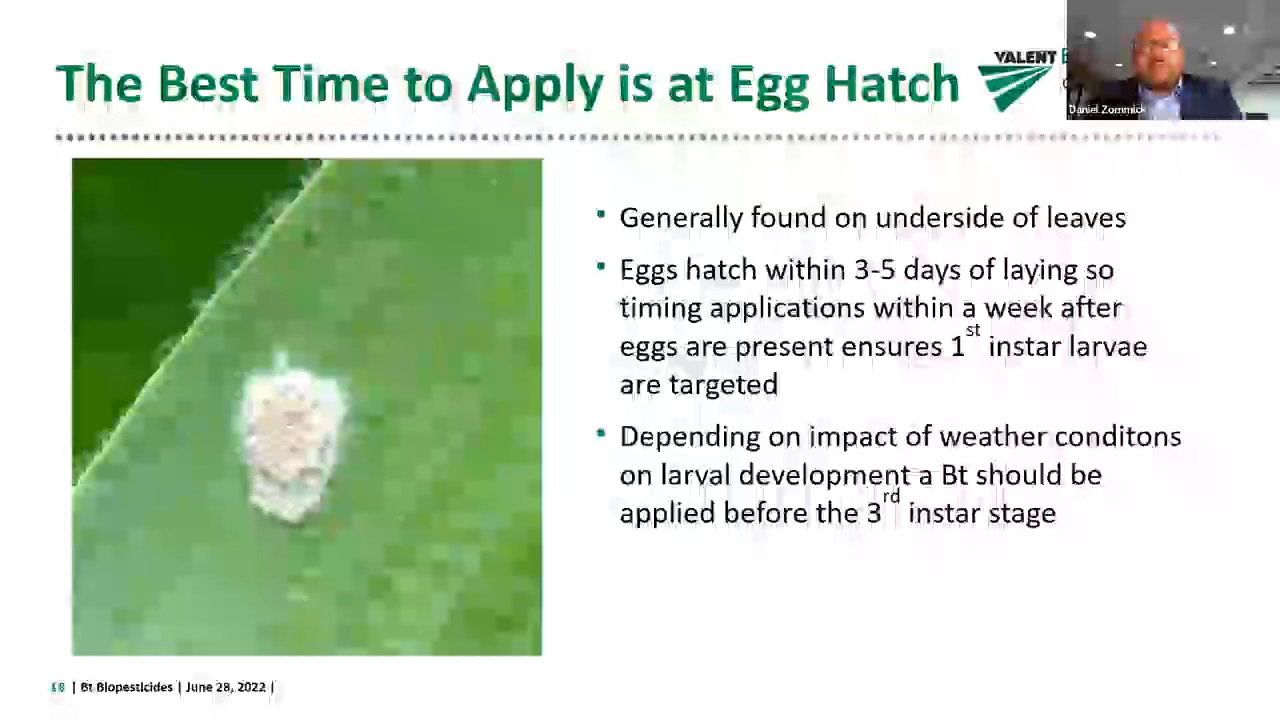 The Best Time to Apply is at Egg Hatch
VALENT
Daniel Zommick
Generally found on underside of leaves
Eggs hatch within 3-5 days of laying so
timing applications within a week after
eggs are present ensures 1st instar larvae
are targeted
Depending on impact of weather conditons
on larval development a Bt should be
applied before the 3rd instar stage
18 | Bt Biopesticides | June 28, 2022 |